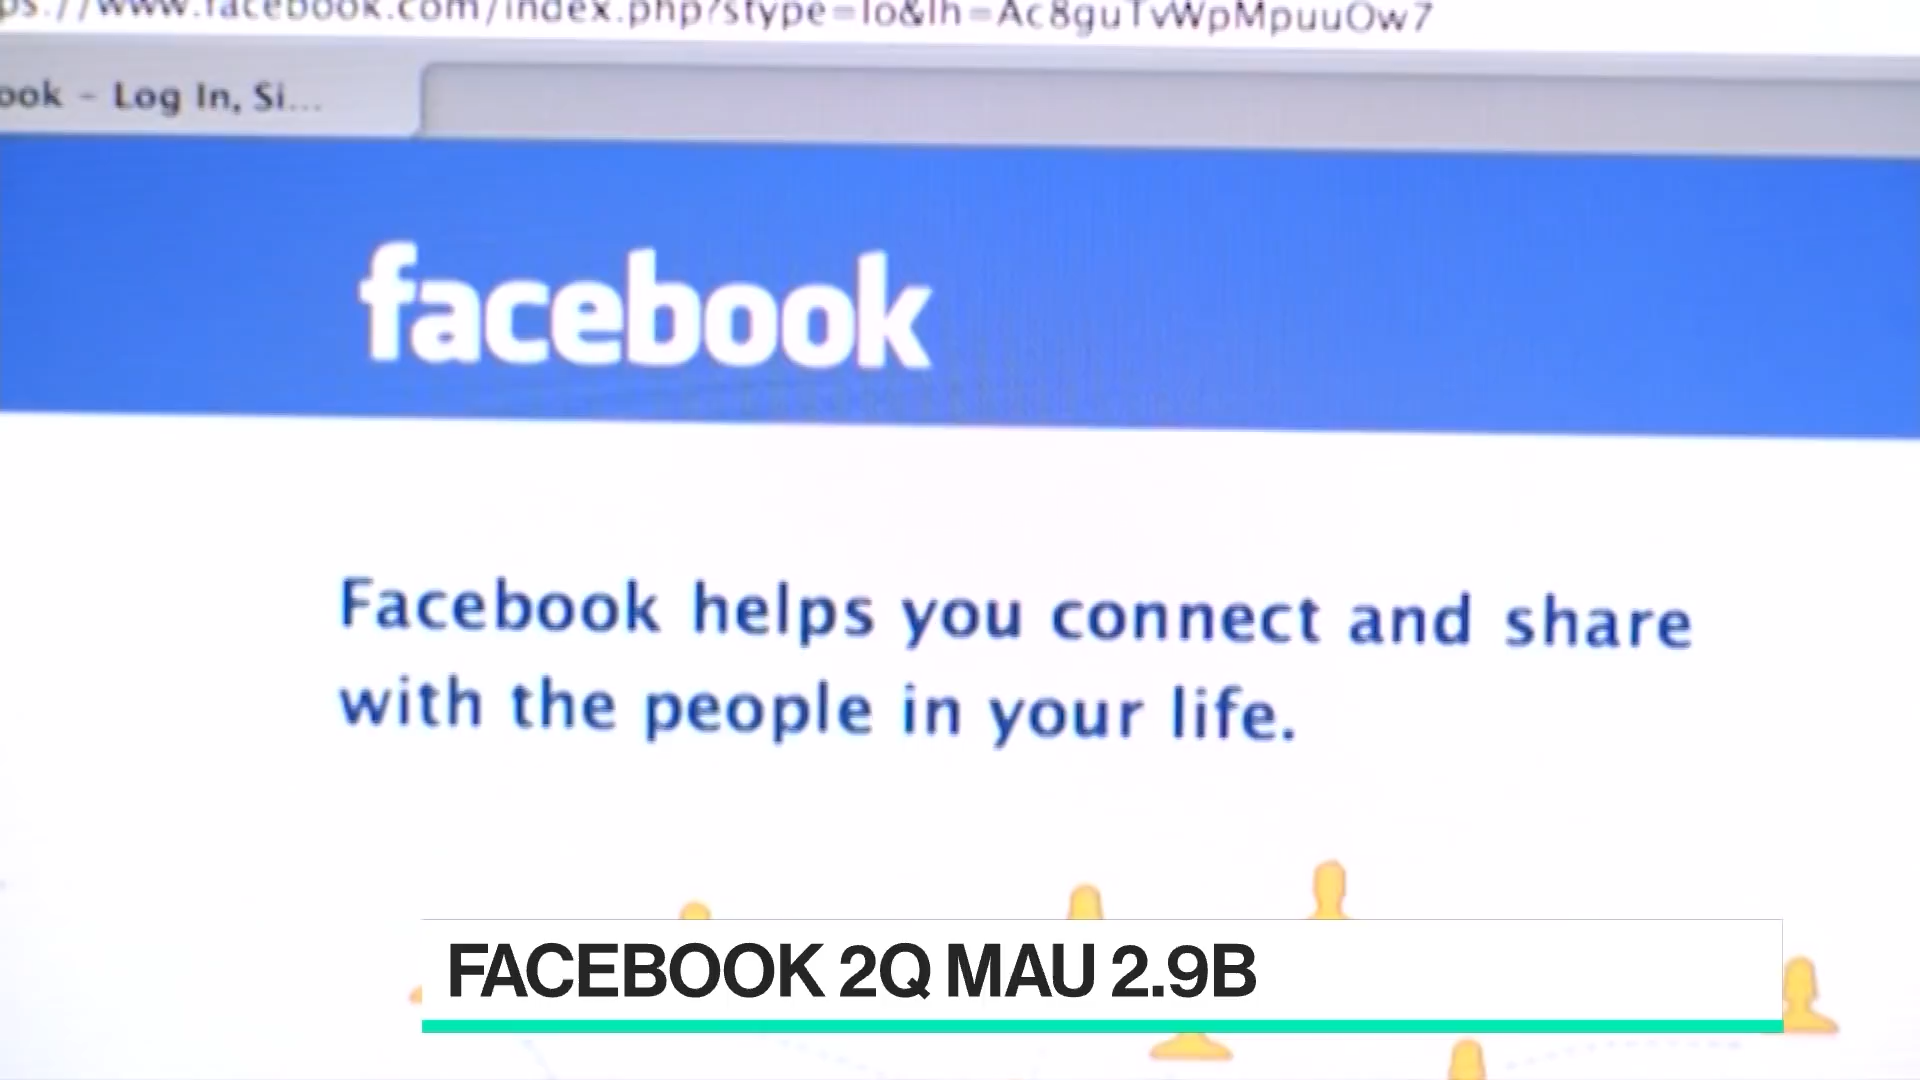 www.facebook.com/index.php?stype=lo&lh=Ac8guTvWpMpuuOw7
ook - Log In, Si...
facebook
Facebook helps you connect and share
with the people in your life.
FACEBOOK 2Q MAU 2.9B